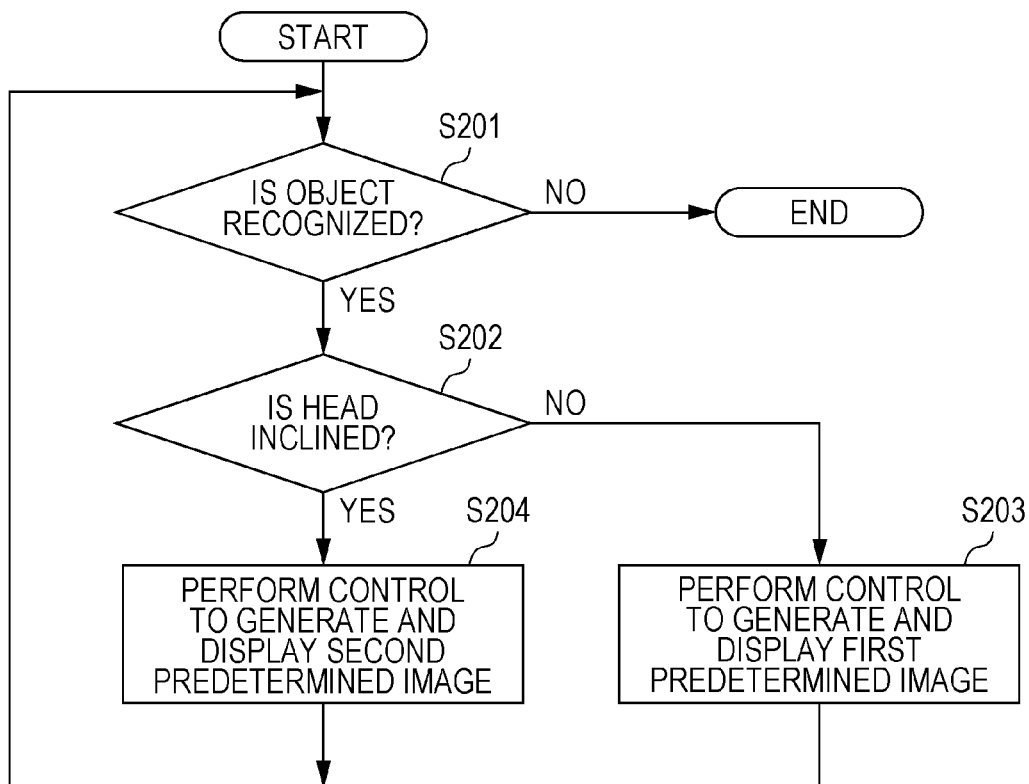 START
S201
IS OBJECT
RECOGNIZED?
NO
END
YES
S202
IS HEAD
INCLINED?
NO
YES
S204
PERFORM CONTROL
TO GENERATE AND
DISPLAY SECOND
PREDETERMINED IMAGE
S203
PERFORM CONTROL
TO GENERATE AND
DISPLAY FIRST
PREDETERMINED IMAGE